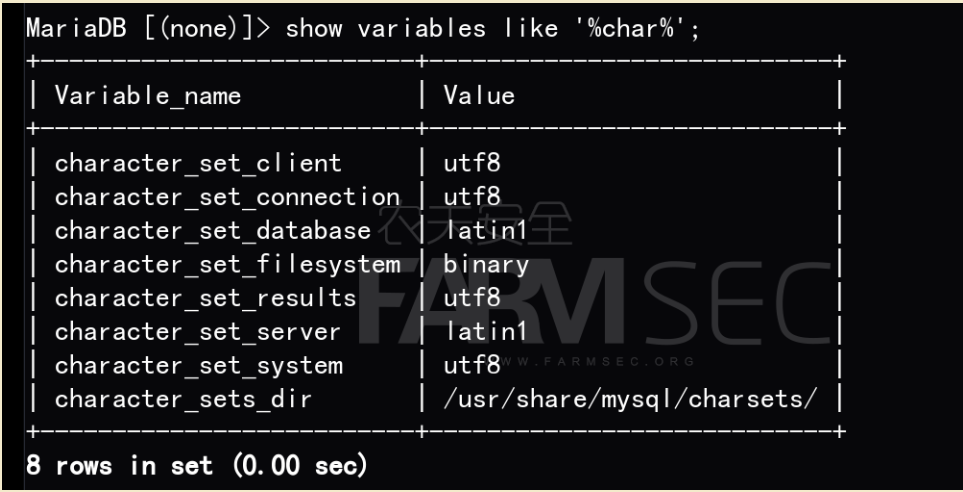 MariaDB [(none)]> show variables like '%char%';
+--------------------------+----------------------------+
| Variable_name            | Value                      |
+--------------------------+----------------------------+
| character_set_client     | utf8                       |
| character_set_connection | utf8                       |
| character_set_database   | latin1                     |
| character_set_filesystem | binary                     |
| character_set_results    | utf8                       |
| character_set_server     | latin1                     |
| character_set_system     | utf8                       |
| character_sets_dir       | /usr/share/mysql/charsets/ |
+--------------------------+----------------------------+
8 rows in set (0.00 sec)
农夫安全
FARMSEC
WWW.FARMSEC.ORG